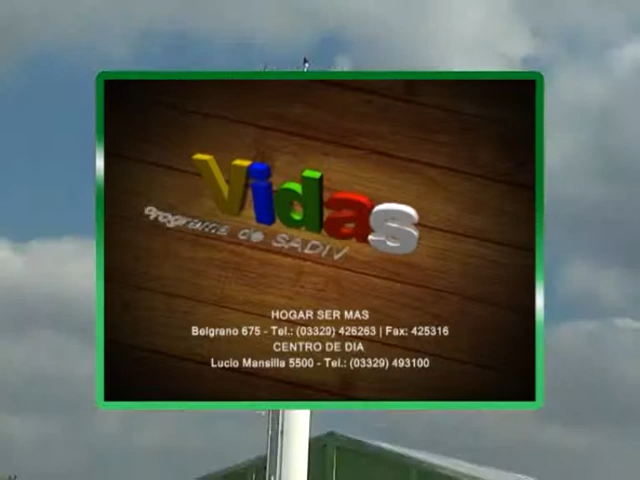 Vidas
programa de SADIV
HOGAR SER MAS
Belgrano 675 - Tel.: (03329) 426263 | Fax: 425316
CENTRO DE DIA
Lucio Mansilla 5500 - Tel.: (03329) 493100